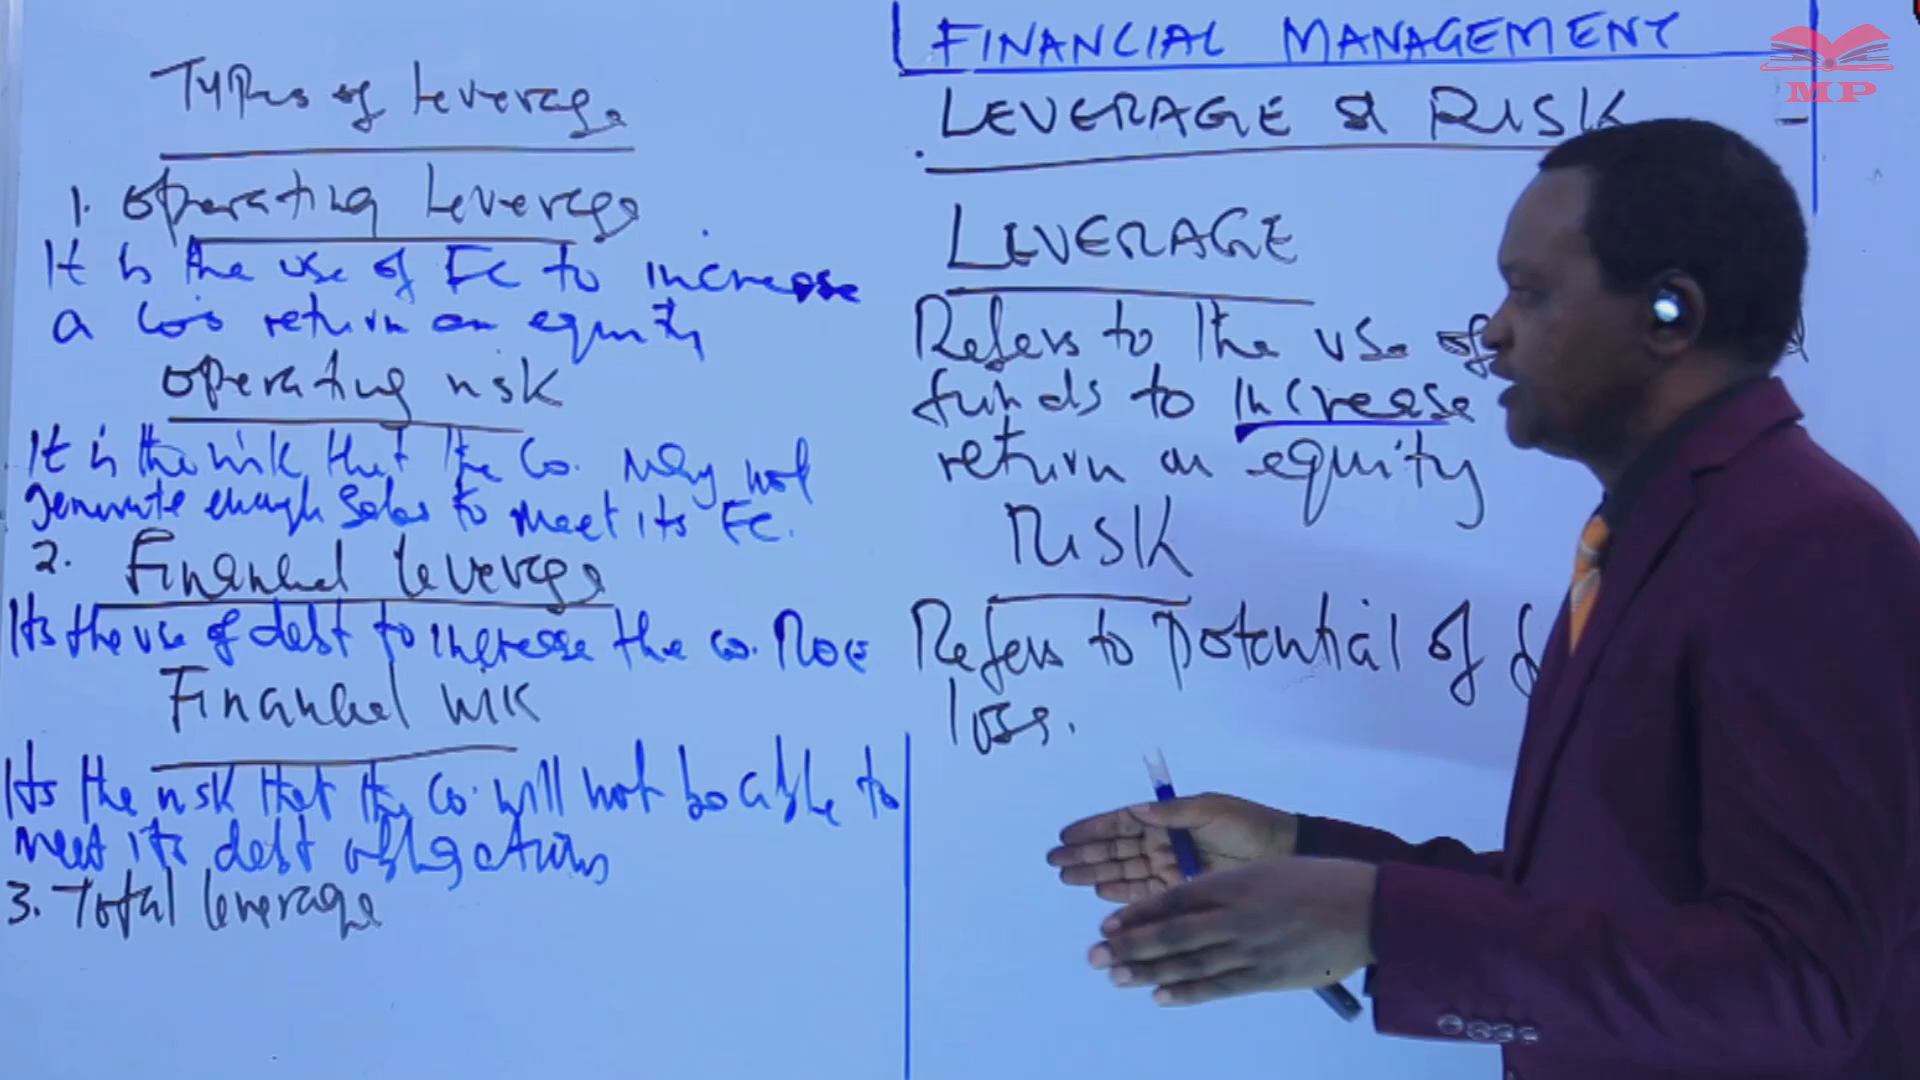 FINANCIAL MANAGEMENT
MP
LEVERAGE & RISK
LEVERAGE
Refers to the use of
funds to increase
return on equity
RISK
Refers to potential of
loss.
Types of Leverage
1. Operating Leverage
It is the use of FC to increase
a Co's return on equity
Operating risk
It is the risk that the Co. may not
generate enough Sales to meet its FC.
2. Financial Leverage
Its the use of debt to increase the co. ROE
Financial risk
Its the risk that the Co. will not be able to
meet its debt obligations
3. Total leverage